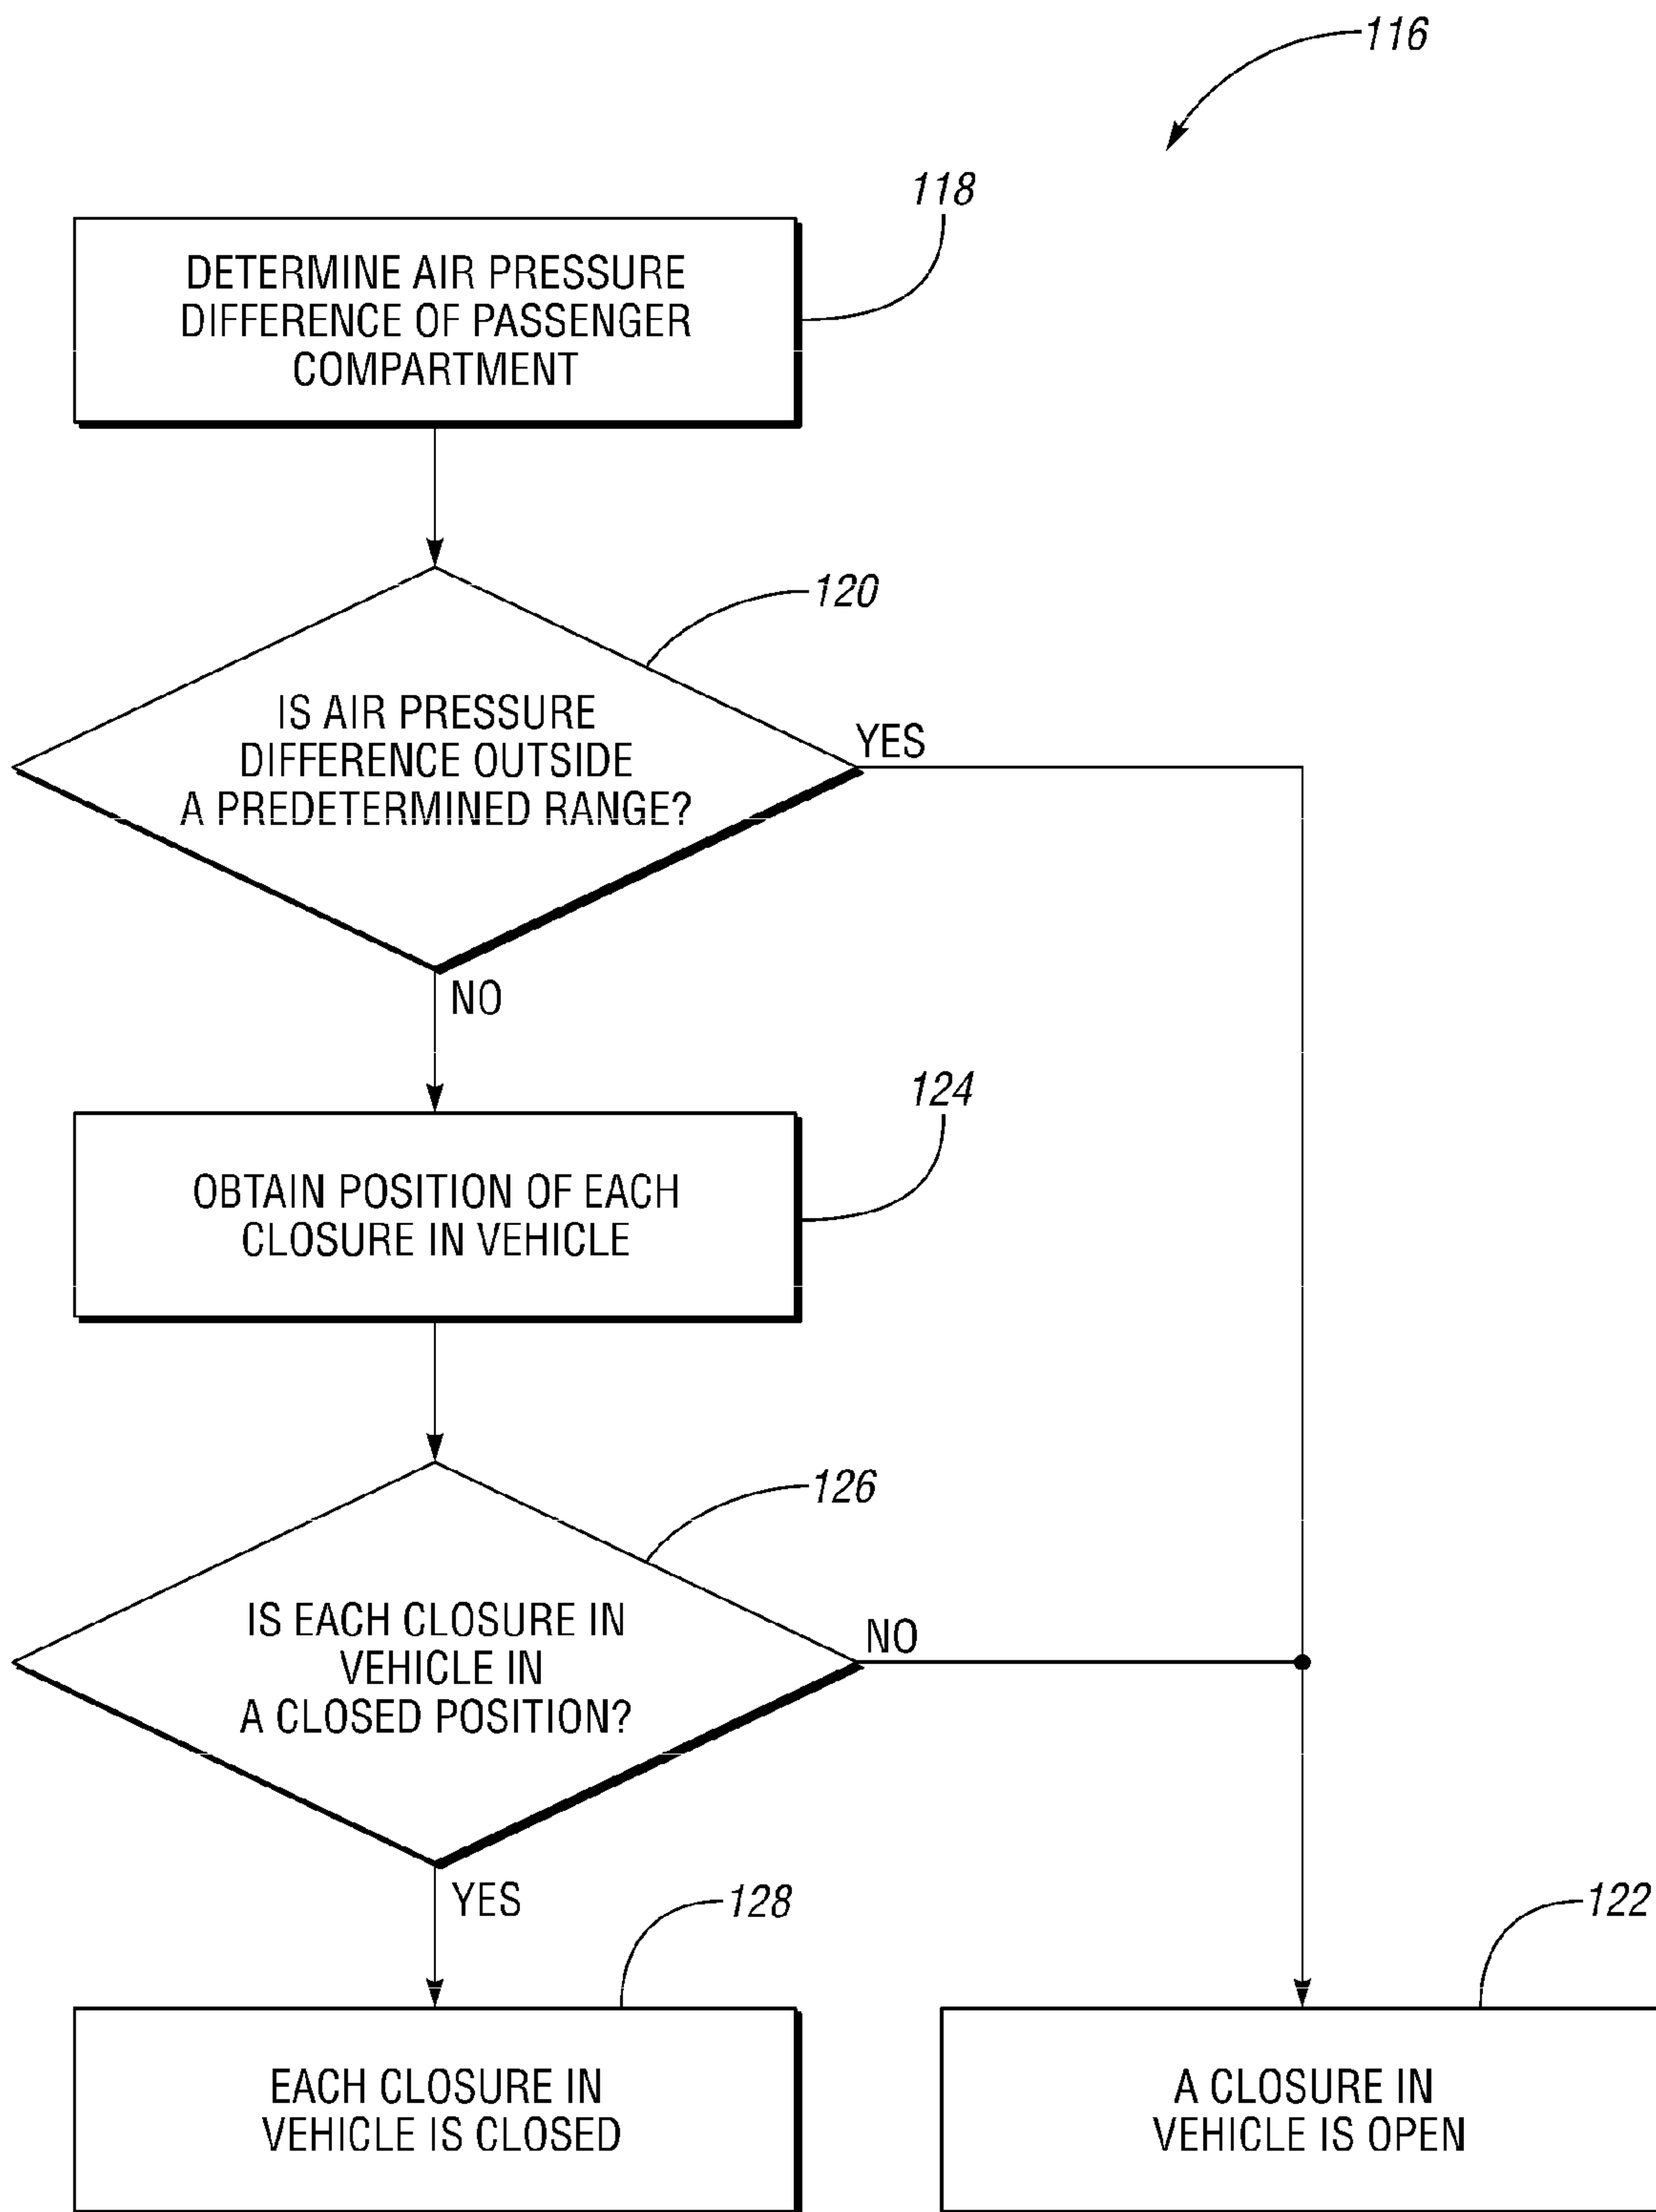 116
118
DETERMINE AIR PRESSURE
DIFFERENCE OF PASSENGER
COMPARTMENT
120
IS AIR PRESSURE
DIFFERENCE OUTSIDE
A PREDETERMINED RANGE?
YES
NO
124
OBTAIN POSITION OF EACH
CLOSURE IN VEHICLE
126
IS EACH CLOSURE IN
VEHICLE IN
A CLOSED POSITION?
NO
YES
128
122
EACH CLOSURE IN
VEHICLE IS CLOSED
A CLOSURE IN
VEHICLE IS OPEN